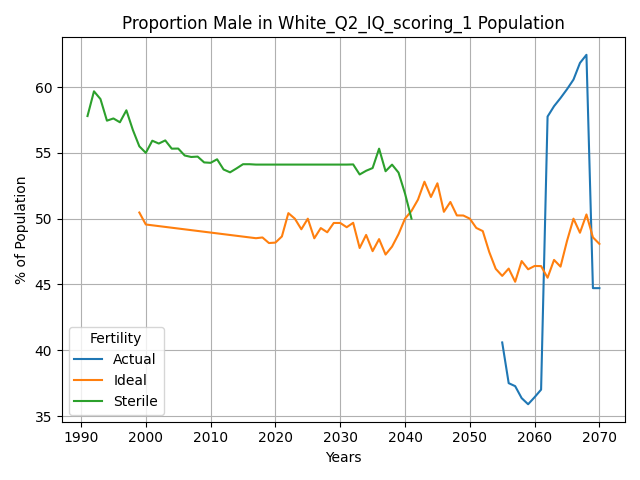 Proportion Male in White_Q2_IQ_scoring_1 Population
% of Population
60
55
50
45
40
35
Fertility
Actual
Ideal
Sterile
1990 2000 2010 2020 2030 2040 2050 2060 2070
Years